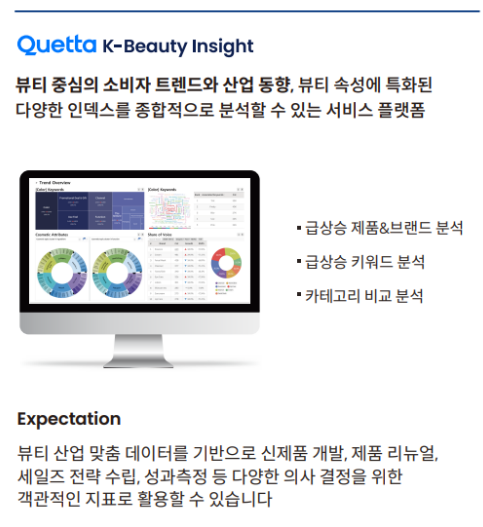 Quetta K-Beauty Insight
뷰티 중심의 소비자 트렌드와 산업 동향, 뷰티 속성에 특화된
다양한 인덱스를 종합적으로 분석할 수 있는 서비스 플랫폼
Trend Overview
[Color] Keywords
[Color] Keywords
Cosmetic Attributes
Share of Voice
▪ 급상승 제품&브랜드 분석
▪ 급상승 키워드 분석
▪ 카테고리 비교 분석
Expectation
뷰티 산업 맞춤 데이터를 기반으로 신제품 개발, 제품 리뉴얼,
세일즈 전략 수립, 성과측정 등 다양한 의사 결정을 위한
객관적인 지표로 활용할 수 있습니다